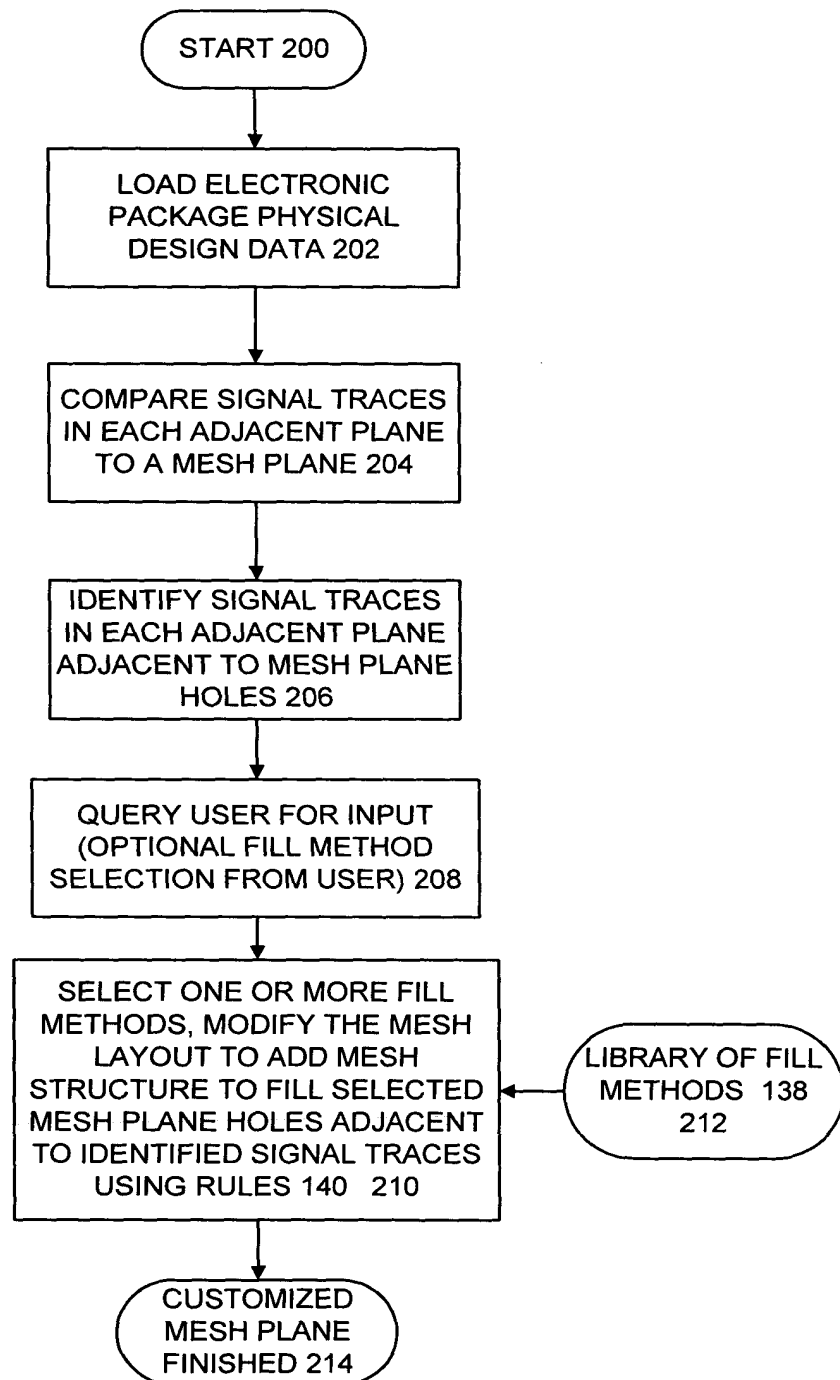 START 200
LOAD ELECTRONIC
PACKAGE PHYSICAL
DESIGN DATA 202
COMPARE SIGNAL TRACES
IN EACH ADJACENT PLANE
TO A MESH PLANE 204
IDENTIFY SIGNAL TRACES
IN EACH ADJACENT PLANE
ADJACENT TO MESH PLANE
HOLES 206
QUERY USER FOR INPUT
(OPTIONAL FILL METHOD
SELECTION FROM USER) 208
SELECT ONE OR MORE FILL
METHODS, MODIFY THE MESH
LAYOUT TO ADD MESH
STRUCTURE TO FILL SELECTED
MESH PLANE HOLES ADJACENT
TO IDENTIFIED SIGNAL TRACES
USING RULES 140 210
LIBRARY OF FILL
METHODS 138
212
CUSTOMIZED
MESH PLANE
FINISHED 214